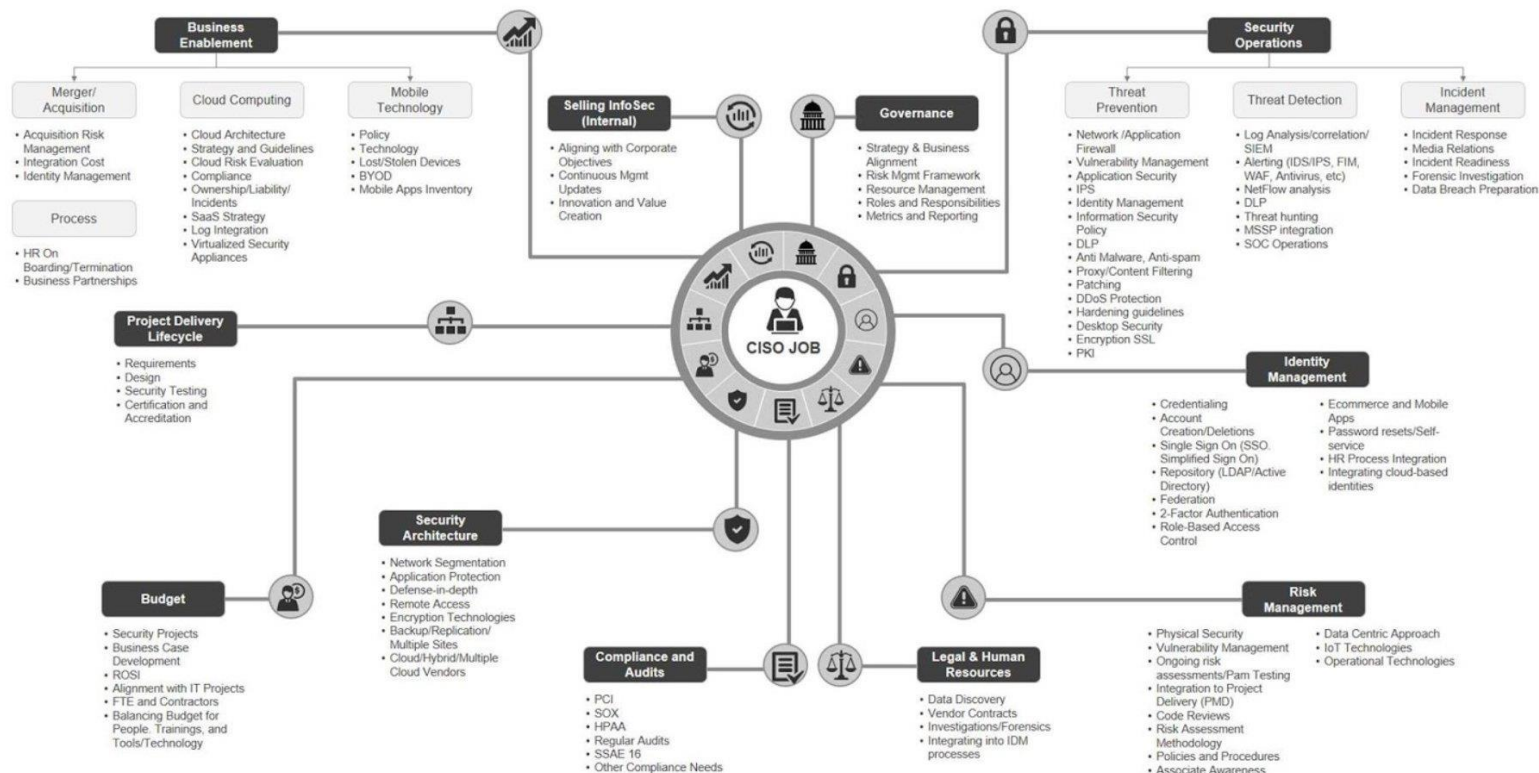 Business
Enablement
Merger/
Acquisition
• Acquisition Risk
Management
• Integration Cost
• Identity Management
Process
• HR On
Boarding/Termination
• Business Partnerships
Cloud Computing
• Cloud Architecture
• Strategy and Guidelines
• Cloud Risk Evaluation
• Compliance
• Ownership/Liability/
Incidents
• SaaS Strategy
• Log Integration
• Virtualized Security
Appliances
Mobile
Technology
• Policy
• Technology
• Lost/Stolen Devices
• BYOD
• Mobile Apps Inventory
Selling InfoSec
(Internal)
• Aligning with Corporate
Objectives
• Continuous Mgmt
Updates
• Innovation and Value
Creation
Governance
• Strategy & Business
Alignment
• Risk Mgmt Framework
• Resource Management
• Roles and Responsibilities
• Metrics and Reporting
Security
Operations
Threat
Prevention
• Network /Application
Firewall
• Vulnerability Management
• Application Security
• IPS
• Identity Management
• Information Security
Policy
• DLP
• Anti Malware, Anti-spam
• Proxy/Content Filtering
• Patching
• DDoS Protection
• Hardening guidelines
• Desktop Security
• Encryption SSL
• PKI
Threat Detection
• Log Analysis/correlation/
SIEM
• Alerting (IDS/IPS, FIM,
WAF, Antivirus, etc)
• NetFlow analysis
• DLP
• Threat hunting
• MSSP integration
• SOC Operations
Incident
Management
• Incident Response
• Media Relations
• Incident Readiness
• Forensic Investigation
• Data Breach Preparation
Project Delivery
Lifecycle
• Requirements
• Design
• Security Testing
• Certification and
Accreditation
CISO JOB
Identity
Management
• Credentialing
• Account
Creation/Deletions
• Single Sign On (SSO.
Simplified Sign On)
• Repository (LDAP/Active
Directory)
• Federation
• 2-Factor Authentication
• Role-Based Access
Control
• Ecommerce and Mobile
Apps
• Password resets/Self-
service
• HR Process Integration
• Integrating cloud-based
identities
Security
Architecture
• Network Segmentation
• Application Protection
• Defense-in-depth
• Remote Access
• Encryption Technologies
• Backup/Replication/
Multiple Sites
• Cloud/Hybrid/Multiple
Cloud Vendors
Budget
• Security Projects
• Business Case
Development
• ROSI
• Alignment with IT Projects
• FTE and Contractors
• Balancing Budget for
People. Trainings, and
Tools/Technology
Compliance and
Audits
• PCI
• SOX
• HPAA
• Regular Audits
• SSAE 16
• Other Compliance Needs
Legal & Human
Resources
• Data Discovery
• Vendor Contracts
• Investigations/Forensics
• Integrating into IDM
processes
Risk
Management
• Physical Security
• Vulnerability Management
• Ongoing risk
assessments/Pam Testing
• Integration to Project
Delivery (PMD)
• Code Reviews
• Risk Assessment
Methodology
• Policies and Procedures
• Associate Awareness
• Data Centric Approach
• IoT Technologies
• Operational Technologies